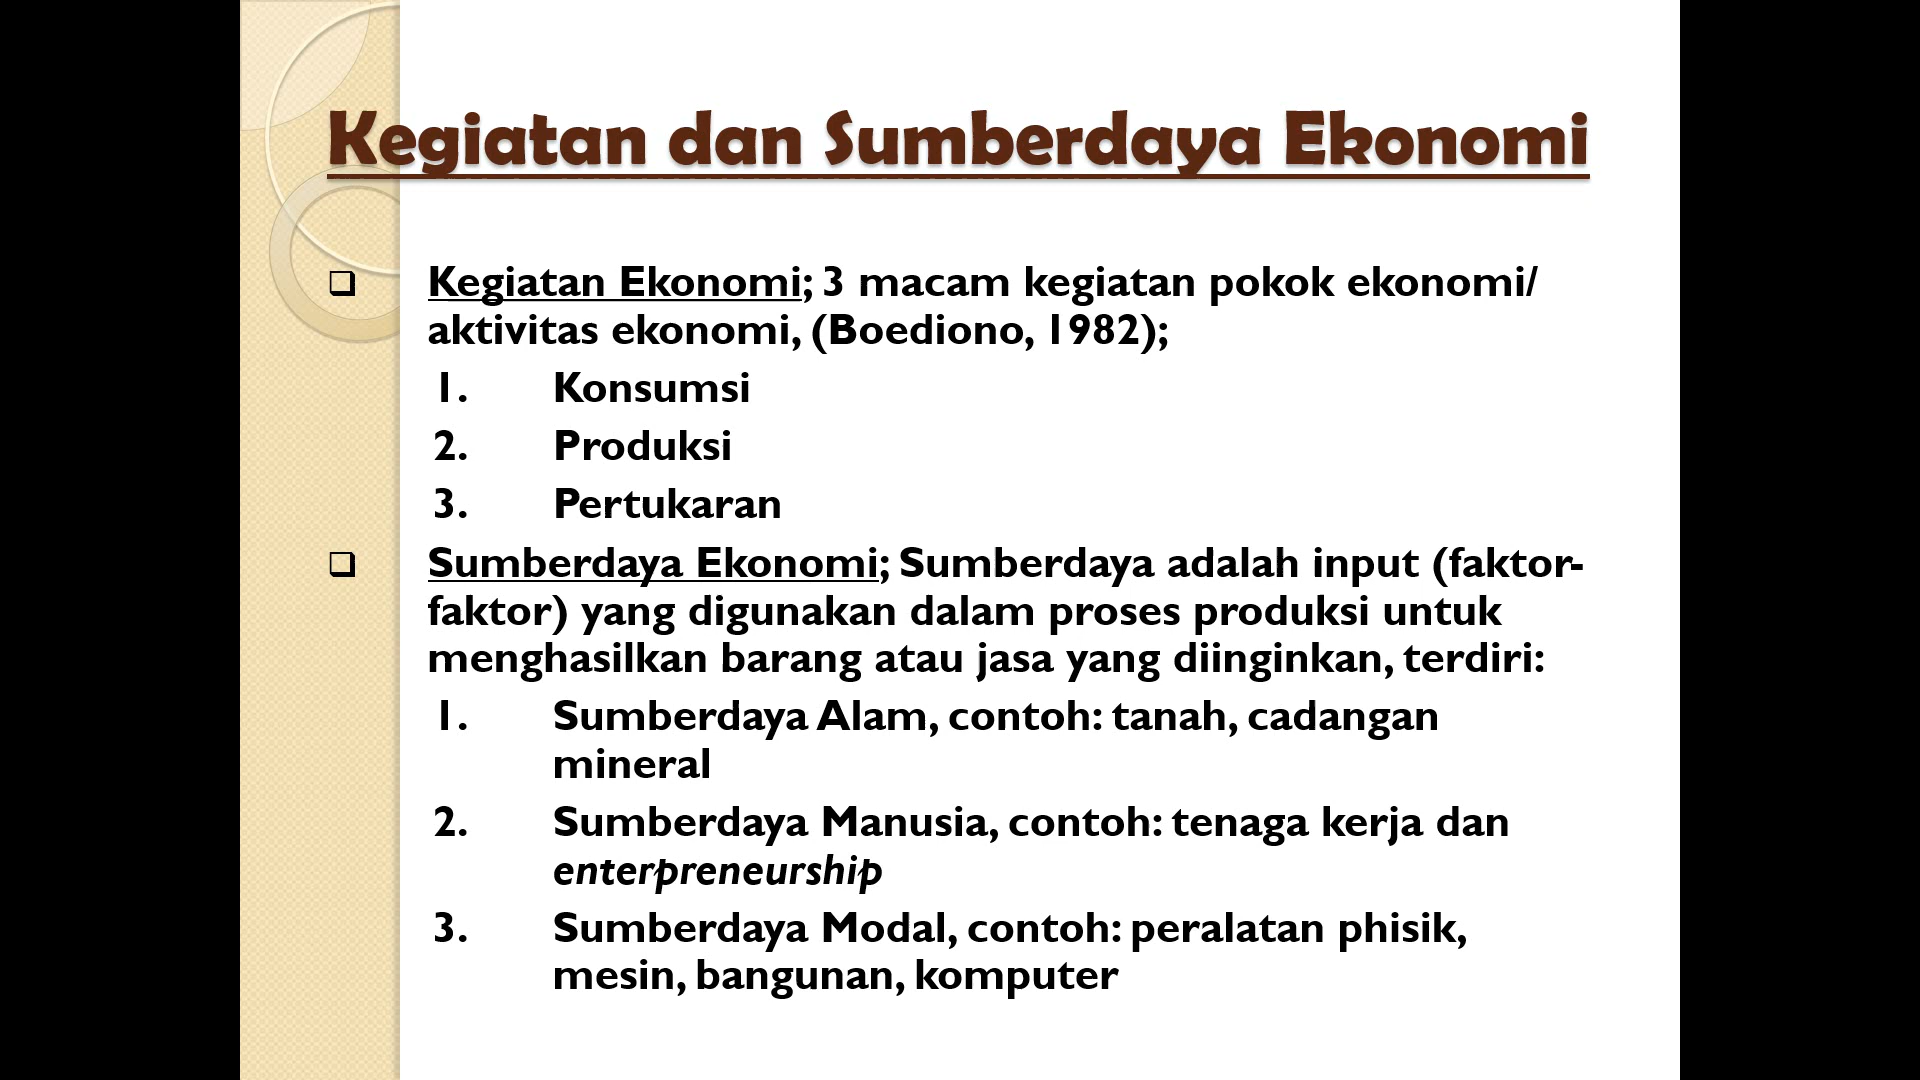 Kegiatan dan Sumberdaya Ekonomi
❑ Kegiatan Ekonomi; 3 macam kegiatan pokok ekonomi/
aktivitas ekonomi, (Boediono, 1982);
1. Konsumsi
2. Produksi
3. Pertukaran
❑ Sumberdaya Ekonomi; Sumberdaya adalah input (faktor-
faktor) yang digunakan dalam proses produksi untuk
menghasilkan barang atau jasa yang diinginkan, terdiri:
1. Sumberdaya Alam, contoh: tanah, cadangan
mineral
2. Sumberdaya Manusia, contoh: tenaga kerja dan
enterpreneurship
3. Sumberdaya Modal, contoh: peralatan phisik,
mesin, bangunan, komputer